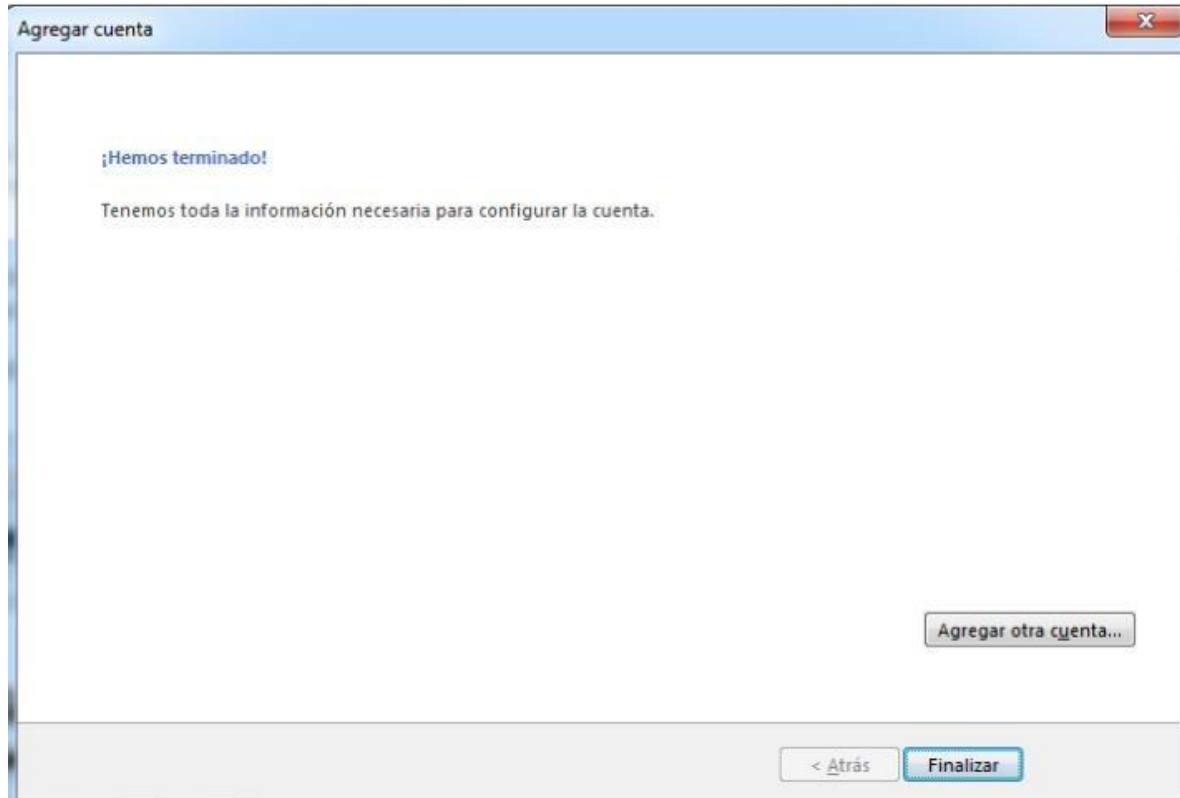 Agregar cuenta
¡Hemos terminado!
Tenemos toda la información necesaria para configurar la cuenta.
Agregar otra cuenta...
< Atrás
Finalizar